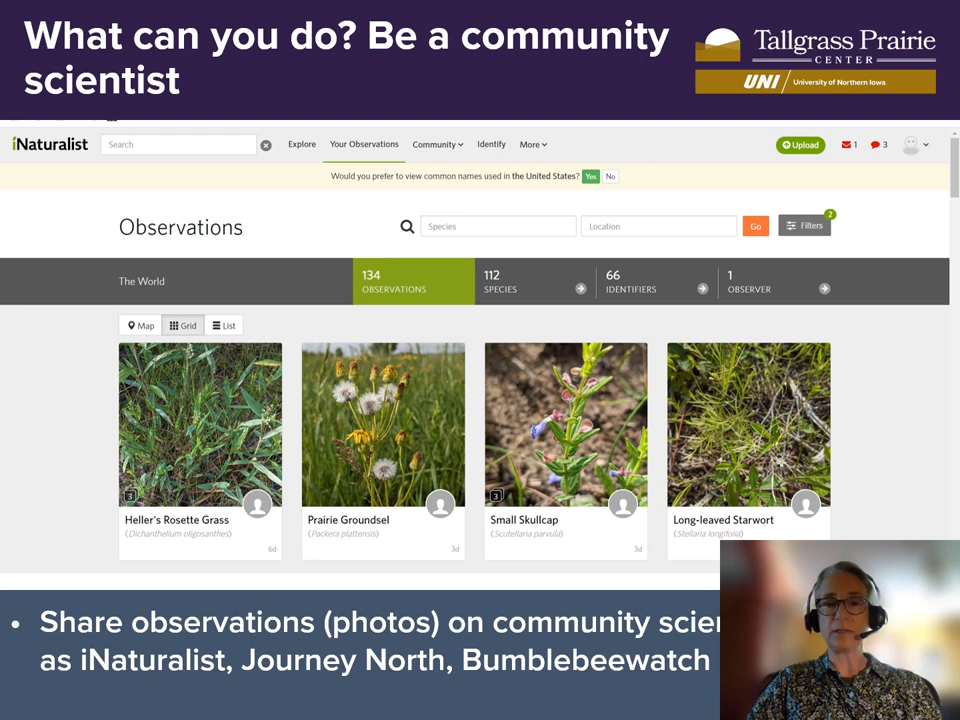 What can you do? Be a community
scientist
Tallgrass Prairie
CENTER
UNI University of Northern Iowa
iNaturalist Search Explore Your Observations Community Identify More Upload 1 3
Would you prefer to view common names used in the United States? Yes No
Observations Species Location Go Filters 2
The World
134 112 66 1
OBSERVATIONS SPECIES IDENTIFIERS OBSERVER
Map Grid List
3 3
Heller's Rosette Grass Prairie Groundsel Small Skullcap Long-leaved Starwort
(Dichanthelium oligosanthes) (Packera plattensis) (Scutellaria parvula) (Stellaria longifolia)
6d 3d 3d
• Share observations (photos) on community
as iNaturalist, Journey North, Bumblebeewatch